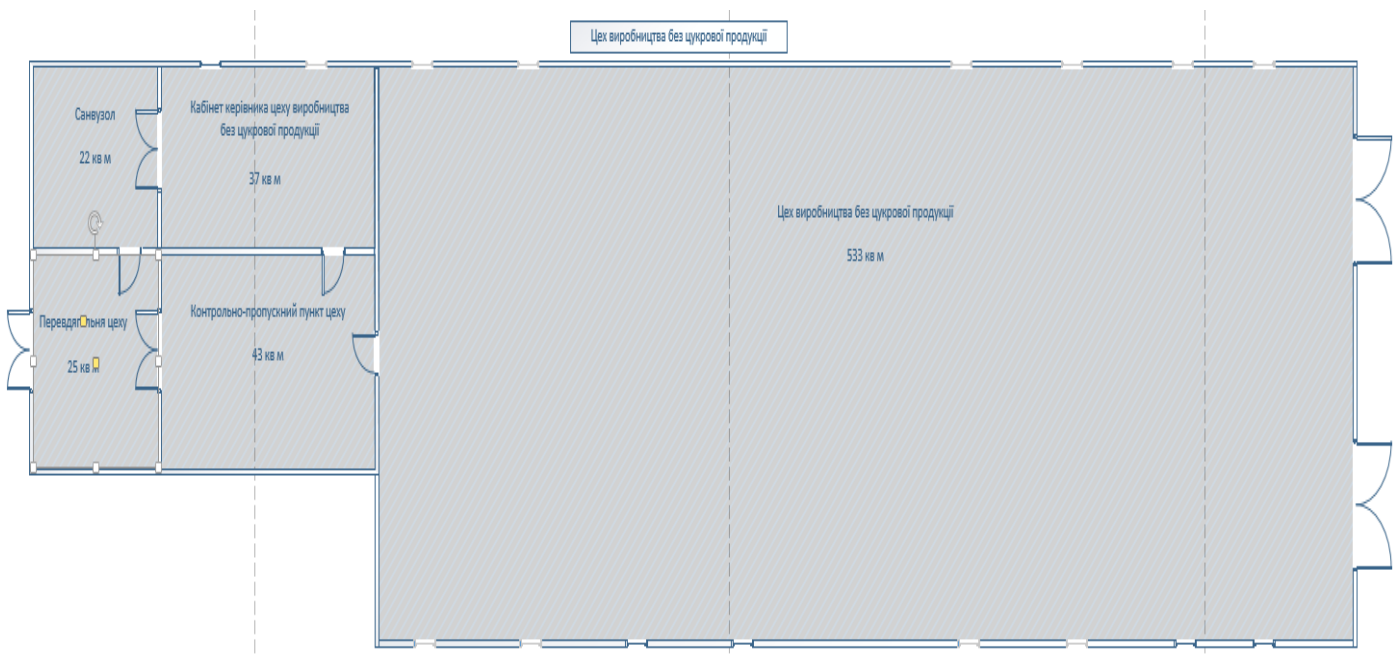 Цех виробництва без цукрової продукції
Санвузол
22 кв м
Кабінет керівника цеху виробництва
без цукрової продукції
37 кв м
Цех виробництва без цукрової продукції
533 кв м
Перевдягальня цеху
25 кв м
Контрольно-пропускний пункт цеху
43 кв м